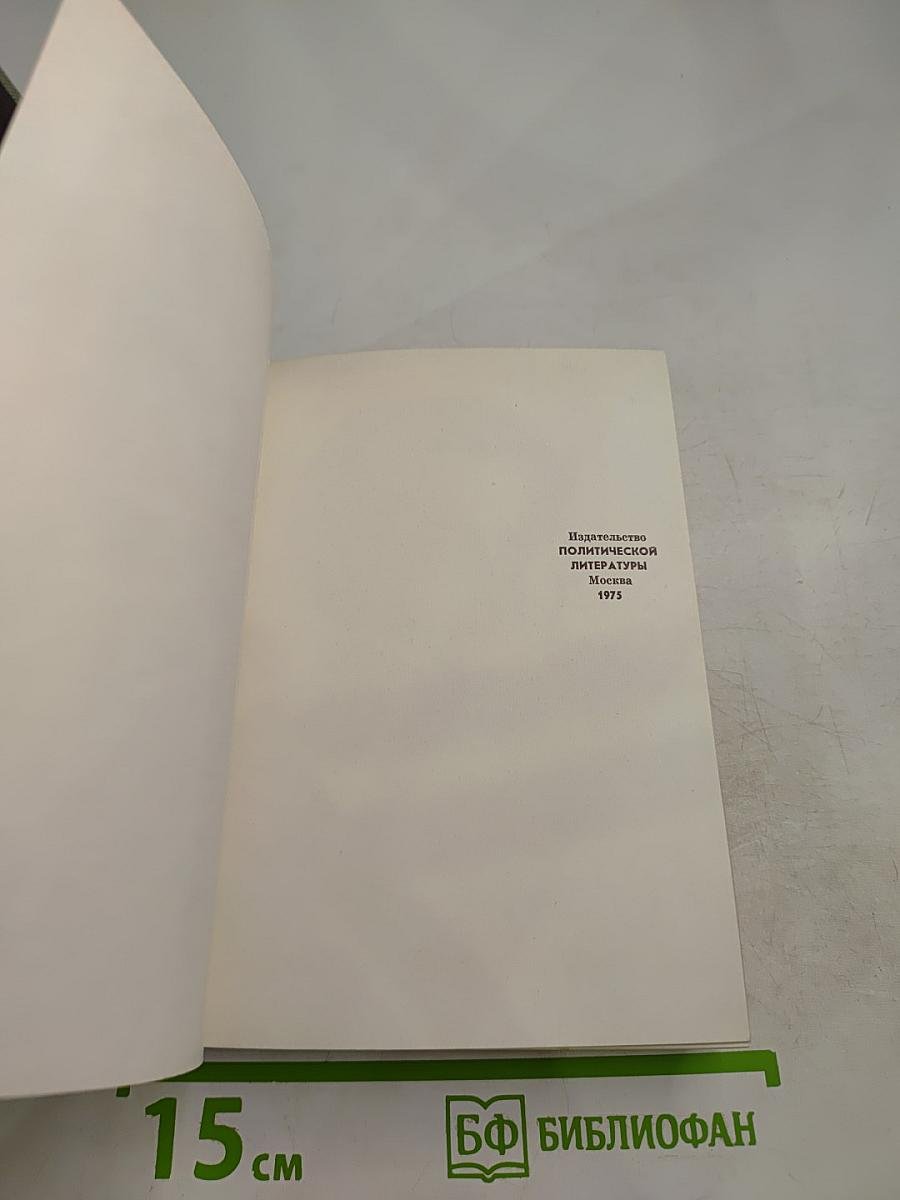 Издательство
ПОЛИТИЧЕСКОЙ
ЛИТЕРАТУРЫ
Москва
1975
15 см
БФ БИБЛИОФАН